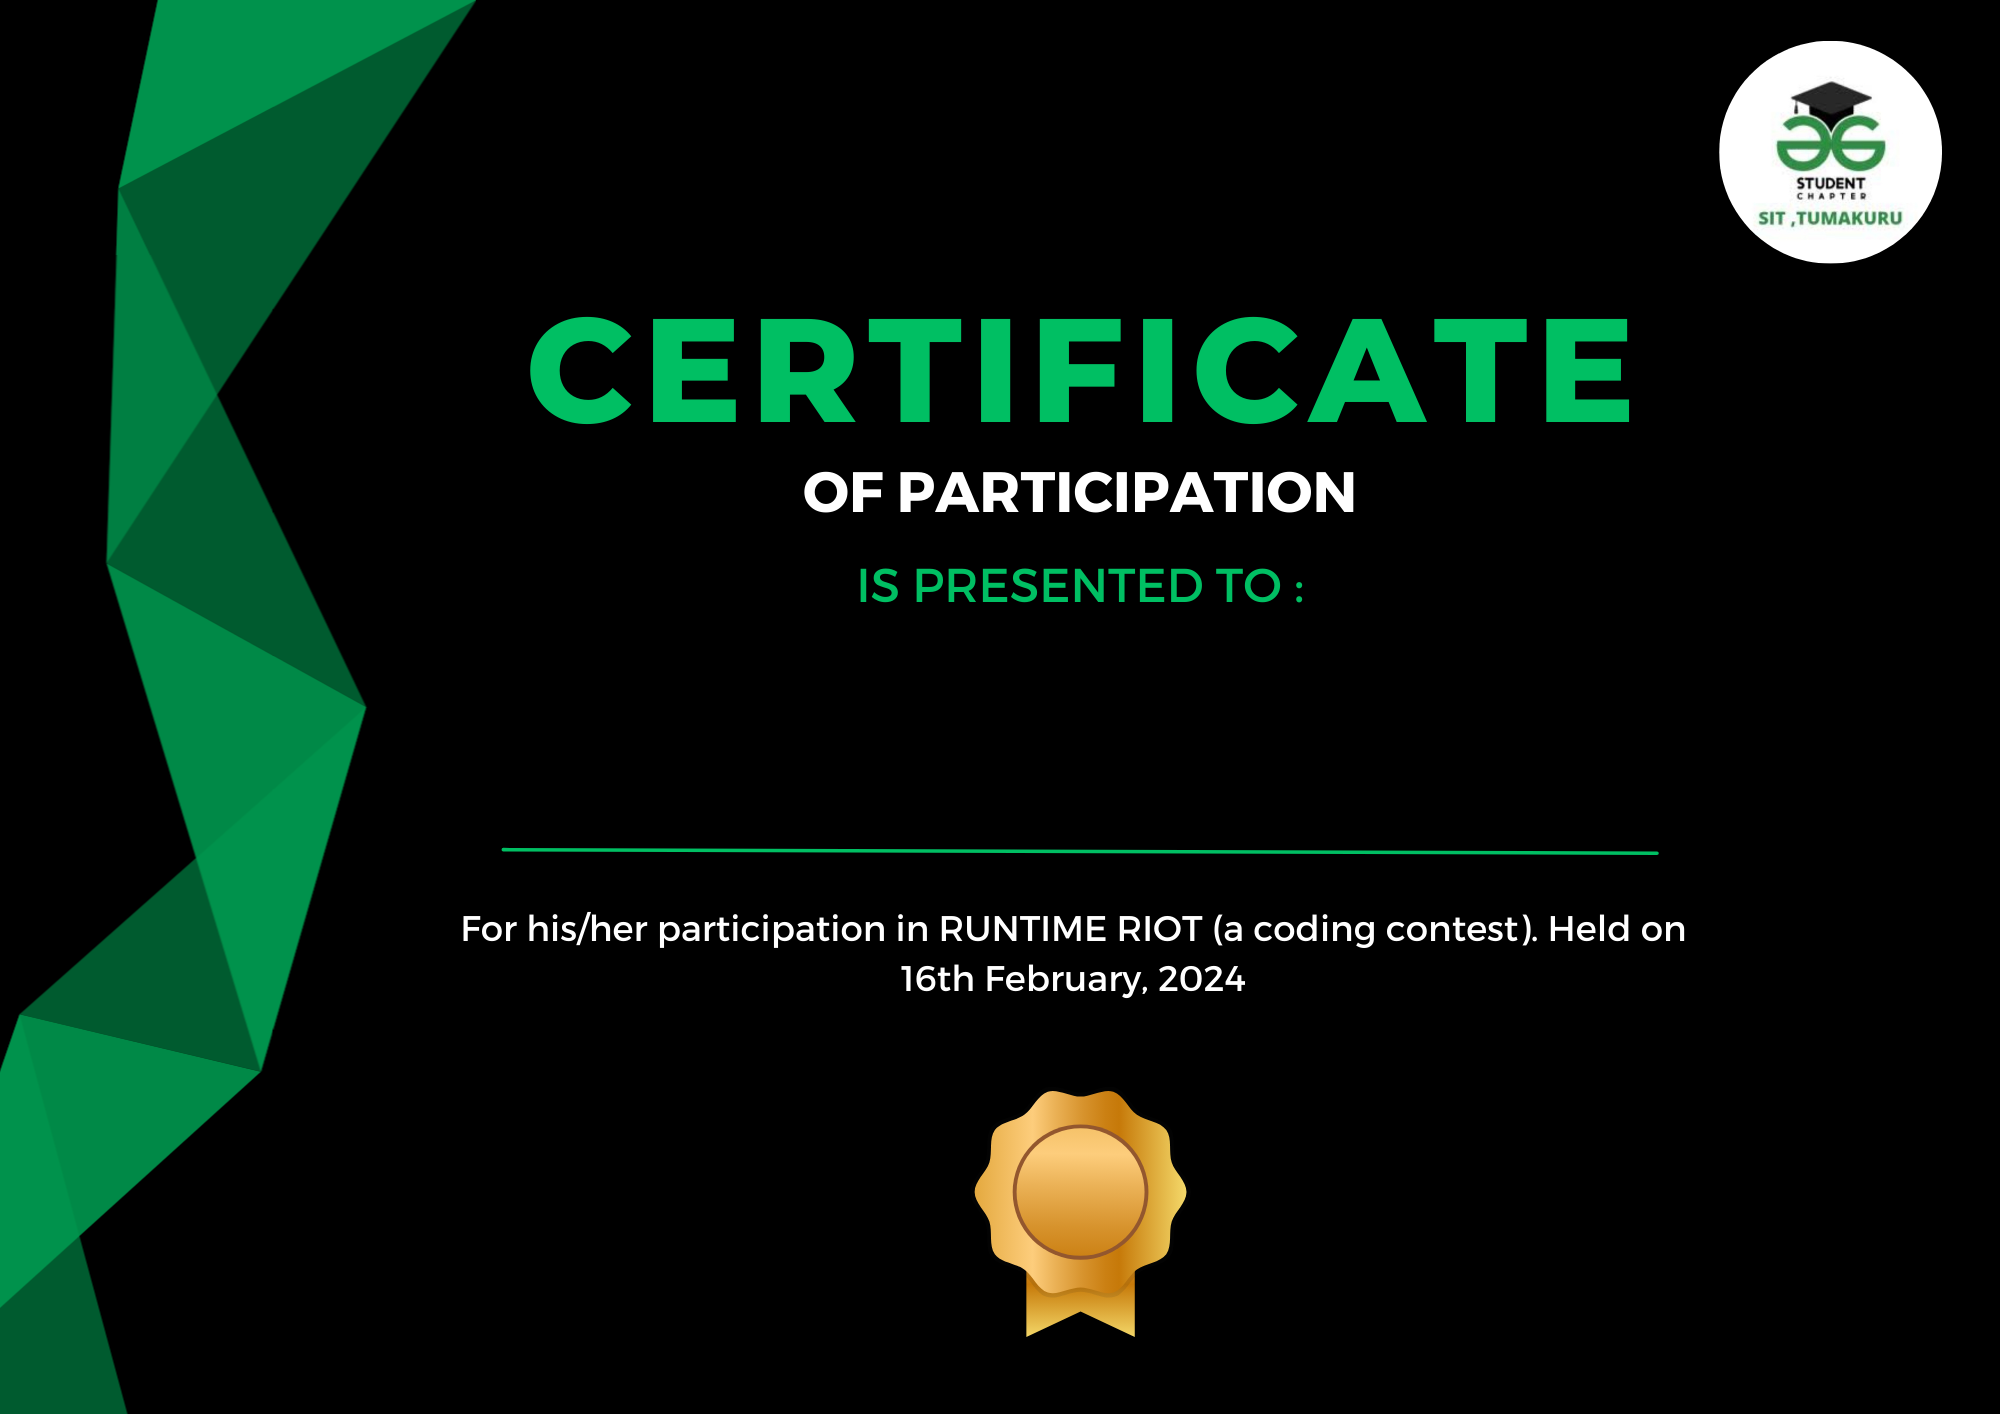 STUDENT
CHAPTER
SIT ,TUMAKURU
CERTIFICATE
OF PARTICIPATION
IS PRESENTED TO :
For his/her participation in RUNTIME RIOT (a coding contest). Held on
16th February, 2024